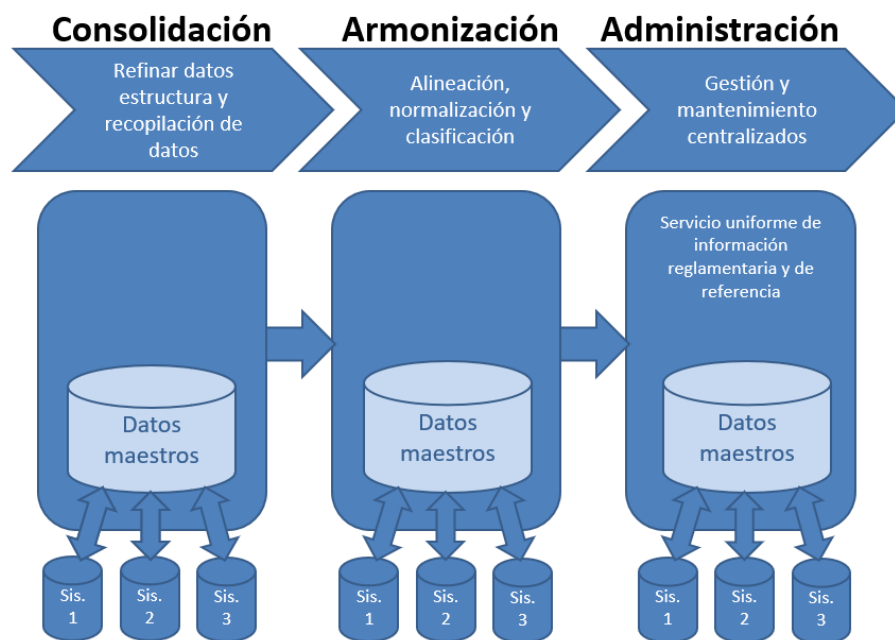 Consolidación
Armonización
Administración
Refinar datos
estructura y
recopilación de
datos
Alineación,
normalización y
clasificación
Gestión y
mantenimiento
centralizados
Servicio uniforme de
información
reglamentaria y de
referencia
Datos
maestros
Datos
maestros
Datos
maestros
Sis.
1
Sis.
2
Sis.
3
Sis.
1
Sis.
2
Sis.
3
Sis.
1
Sis.
2
Sis.
3